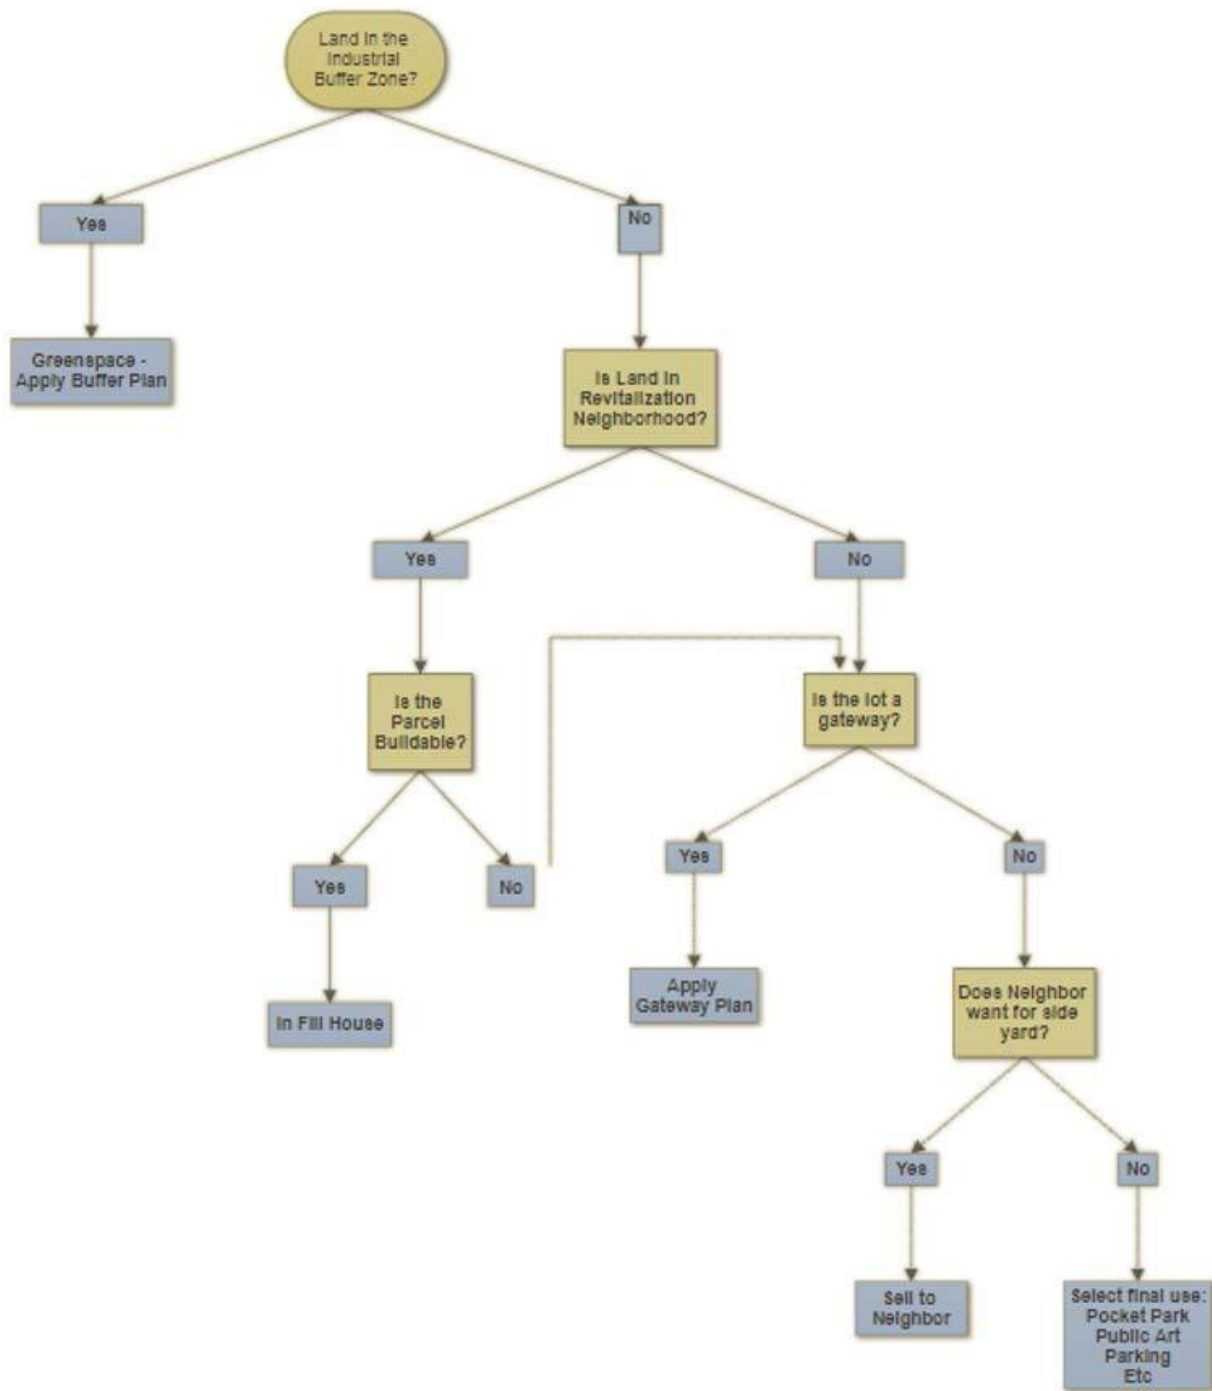 Land in the
Industrial
Buffer Zone?
Yes
No
Greenspace -
Apply Buffer Plan
Is Land in
Revitalization
Neighborhood?
Yes
No
Is the
Parcel
Buildable?
Is the lot a
gateway?
Yes
No
Yes
No
In Fill House
Apply
Gateway Plan
Does Neighbor
want for side
yard?
Yes
No
Sell to
Neighbor
Select final use:
Pocket Park
Public Art
Parking
Etc